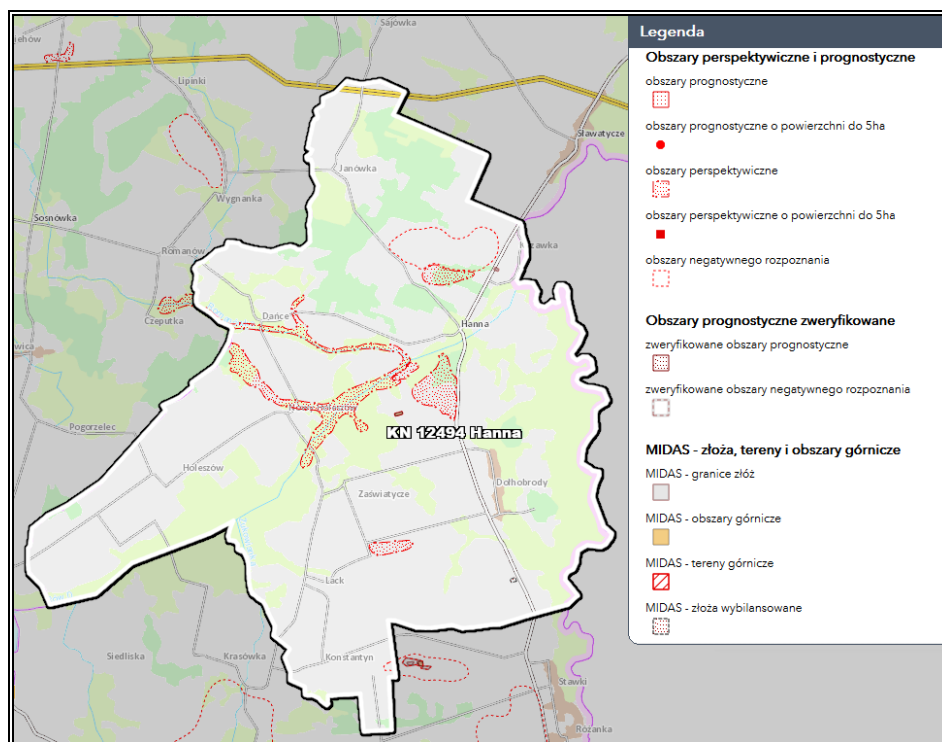 Sajówka
iehów
Lipinki
Sławatycze
Janówka
Wygnanka
Sosnówka
Romanów
Czeputka
Dańce
Hanna
wica
Pogorzelec
KN 12494 Hanna
Holeszów
Zaświatycze
Dołhobrody
Lack
Siedliska
Krasówka
Konstantyn
Stawki
Różanka
Legenda
Obszary perspektywiczne i prognostyczne
obszary prognostyczne
obszary prognostyczne o powierzchni do 5ha
obszary perspektywiczne
obszary perspektywiczne o powierzchni do 5ha
obszary negatywnego rozpoznania
Obszary prognostyczne zweryfikowane
zweryfikowane obszary prognostyczne
zweryfikowane obszary negatywnego rozpoznania
MIDAS - złoża, tereny i obszary górnicze
MIDAS - granice złóż
MIDAS - obszary górnicze
MIDAS - tereny górnicze
MIDAS - złoża wybilansowane